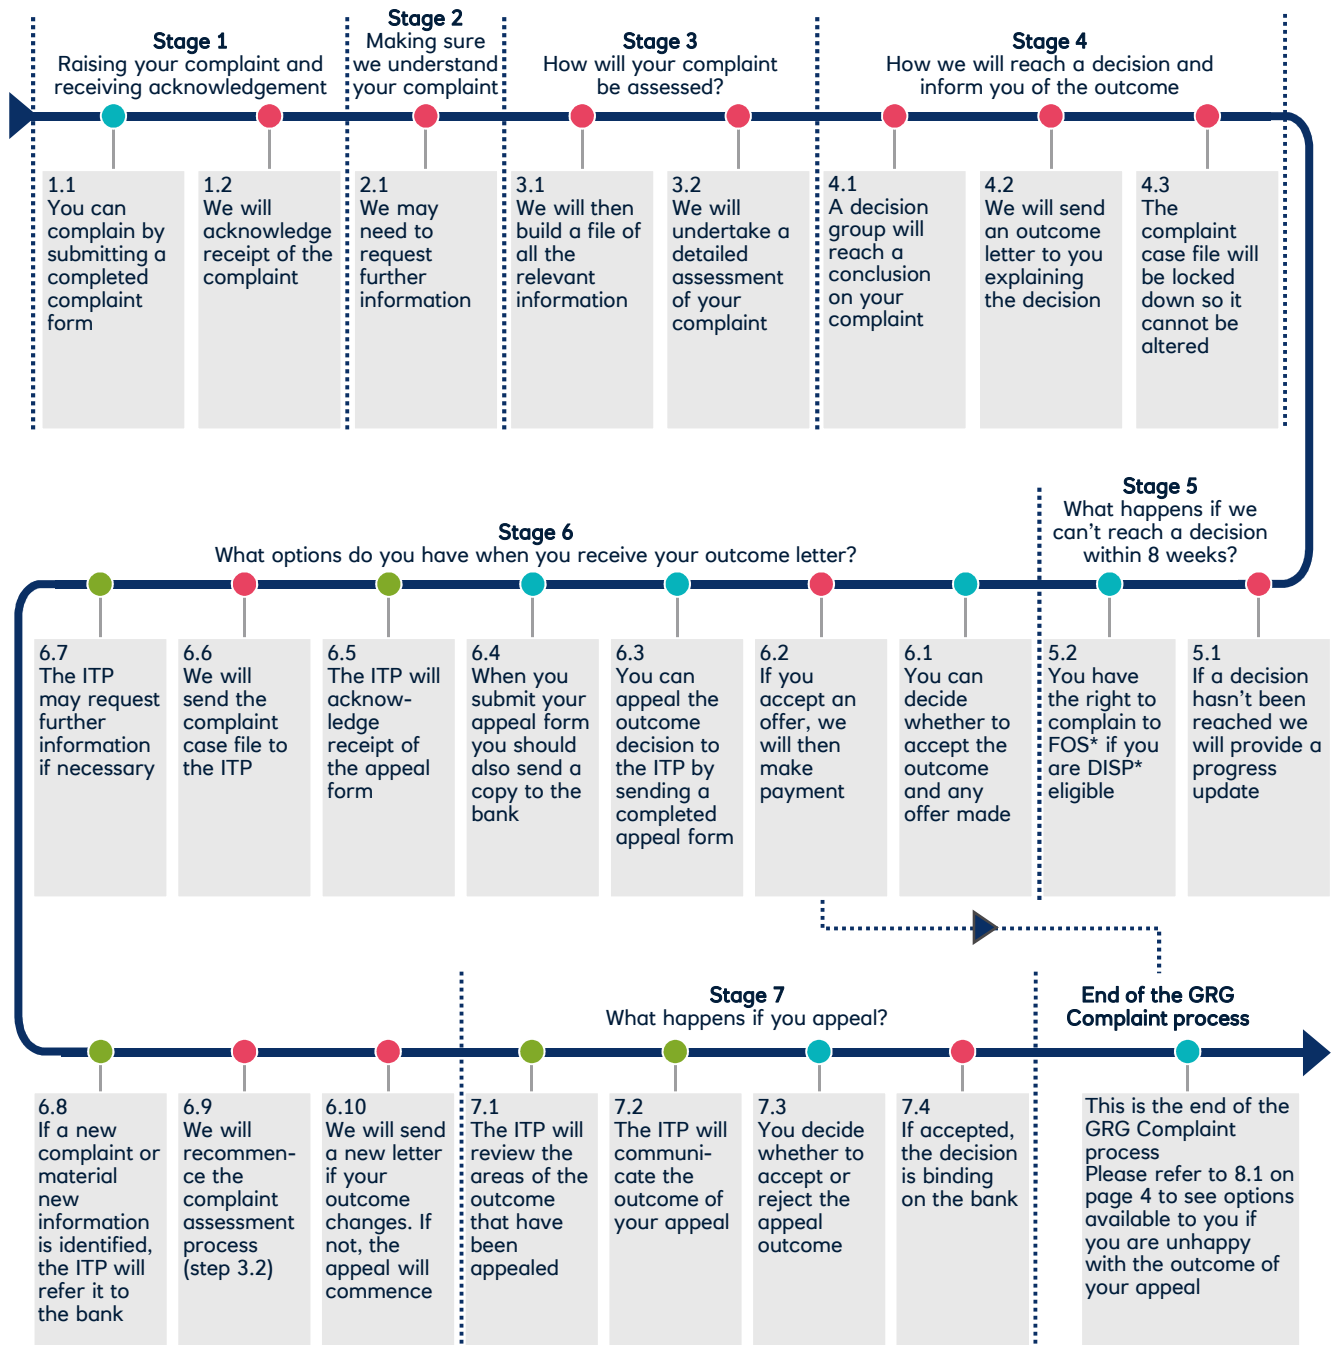 Stage 1
Raising your complaint and
receiving acknowledgement
Stage 2
Making sure
we understand
your complaint
Stage 3
How will your complaint
be assessed?
Stage 4
How we will reach a decision and
inform you of the outcome
1.1
You can
complain by
submitting a
completed
complaint
form
1.2
We will
acknowledge
receipt of the
complaint
2.1
We may
need to
request
further
information
3.1
We will then
build a file of
all the
relevant
information
3.2
We will
undertake a
detailed
assessment
of your
complaint
4.1
A decision
group will
reach a
conclusion
on your
complaint
4.2
We will send
an outcome
letter to you
explaining
the decision
4.3
The
complaint
case file will
be locked
down so it
cannot be
altered
Stage 5
What happens if we
can't reach a decision
within 8 weeks?
Stage 6
What options do you have when you receive your outcome letter?
6.7
The ITP
may request
further
information
if necessary
6.6
We will
send the
complaint
case file to
the ITP
6.5
The ITP will
acknow-
ledge
receipt of
the appeal
form
6.4
When you
submit your
appeal form
you should
also send a
copy to the
bank
6.3
You can
appeal the
outcome
decision to
the ITP by
sending a
completed
appeal form
6.2
If you
accept an
offer, we
will then
make
payment
6.1
You can
decide
whether to
accept the
outcome
and any
offer made
5.2
You have
the right to
complain to
FOS* if you
are DISP*
eligible
5.1
If a decision
hasn't been
reached we
will provide a
progress
update
Stage 7
What happens if you appeal?
End of the GRG
Complaint process
6.8
If a new
complaint or
material
new
information
is identified,
the ITP will
refer it to
the bank
6.9
We will
recommen-
ce the
complaint
assessment
process
(step 3.2)
6.10
We will send
a new letter
if your
outcome
changes. If
not, the
appeal will
commence
7.1
The ITP will
review the
areas of the
outcome
that have
been
appealed
7.2
The ITP will
communi-
cate the
outcome of
your appeal
7.3
You decide
whether to
accept or
reject the
appeal
outcome
7.4
If accepted,
the decision
is binding
on the bank
This is the end of the
GRG Complaint
process
Please refer to 8.1 on
page 4 to see options
available to you if
you are unhappy
with the outcome of
your appeal